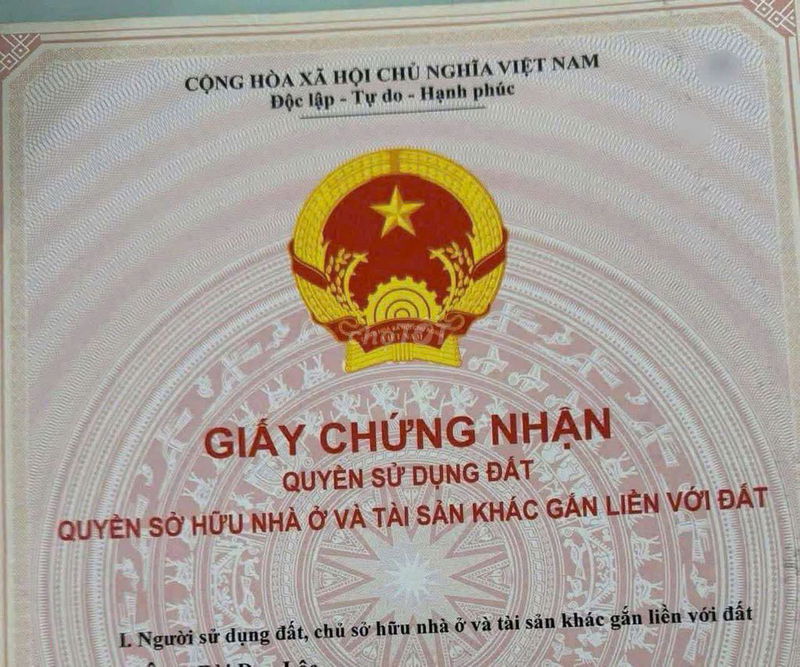 CỘNG HÒA XÃ HỘI CHỦ NGHĨA VIỆT NAM
Độc lập - Tự do - Hạnh phúc
VIỆT NAM
GIẤY CHỨNG NHẬN
QUYỀN SỬ DỤNG ĐẤT
QUYỀN SỞ HỮU NHÀ Ở VÀ TÀI SẢN KHÁC GẮN LIỀN VỚI ĐẤT
I. Người sử dụng đất, chủ sở hữu nhà ở và tài sản khác gắn liền với đất